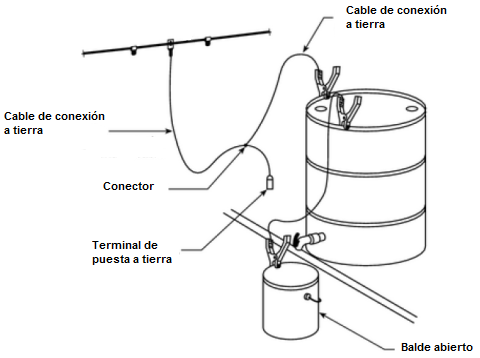 Cable de conexión
a tierra
Cable de conexión
a tierra
Conector
Terminal de
puesta a tierra
Balde abierto